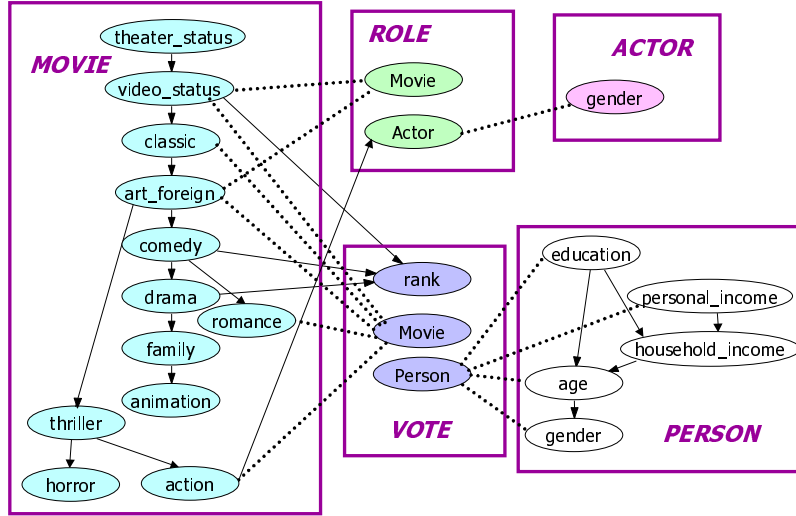 MOVIE
theater_status
video_status
classic
art_foreign
comedy
drama
romance
family
animation
thriller
horror
action
ROLE
Movie
Actor
ACTOR
gender
rank
Movie
Person
VOTE
education
personal_income
household_income
age
gender
PERSON